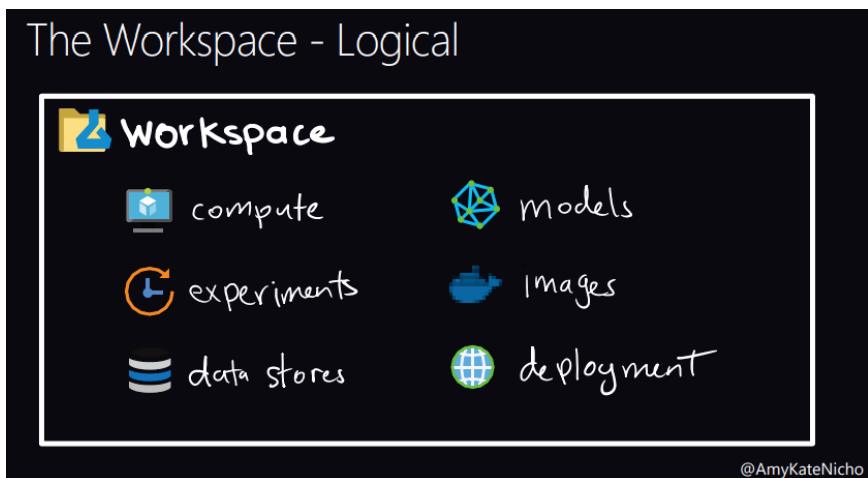 The Workspace - Logical
Workspace
compute
models
experiments
Images
data stores
deployment
@AmyKateNicho